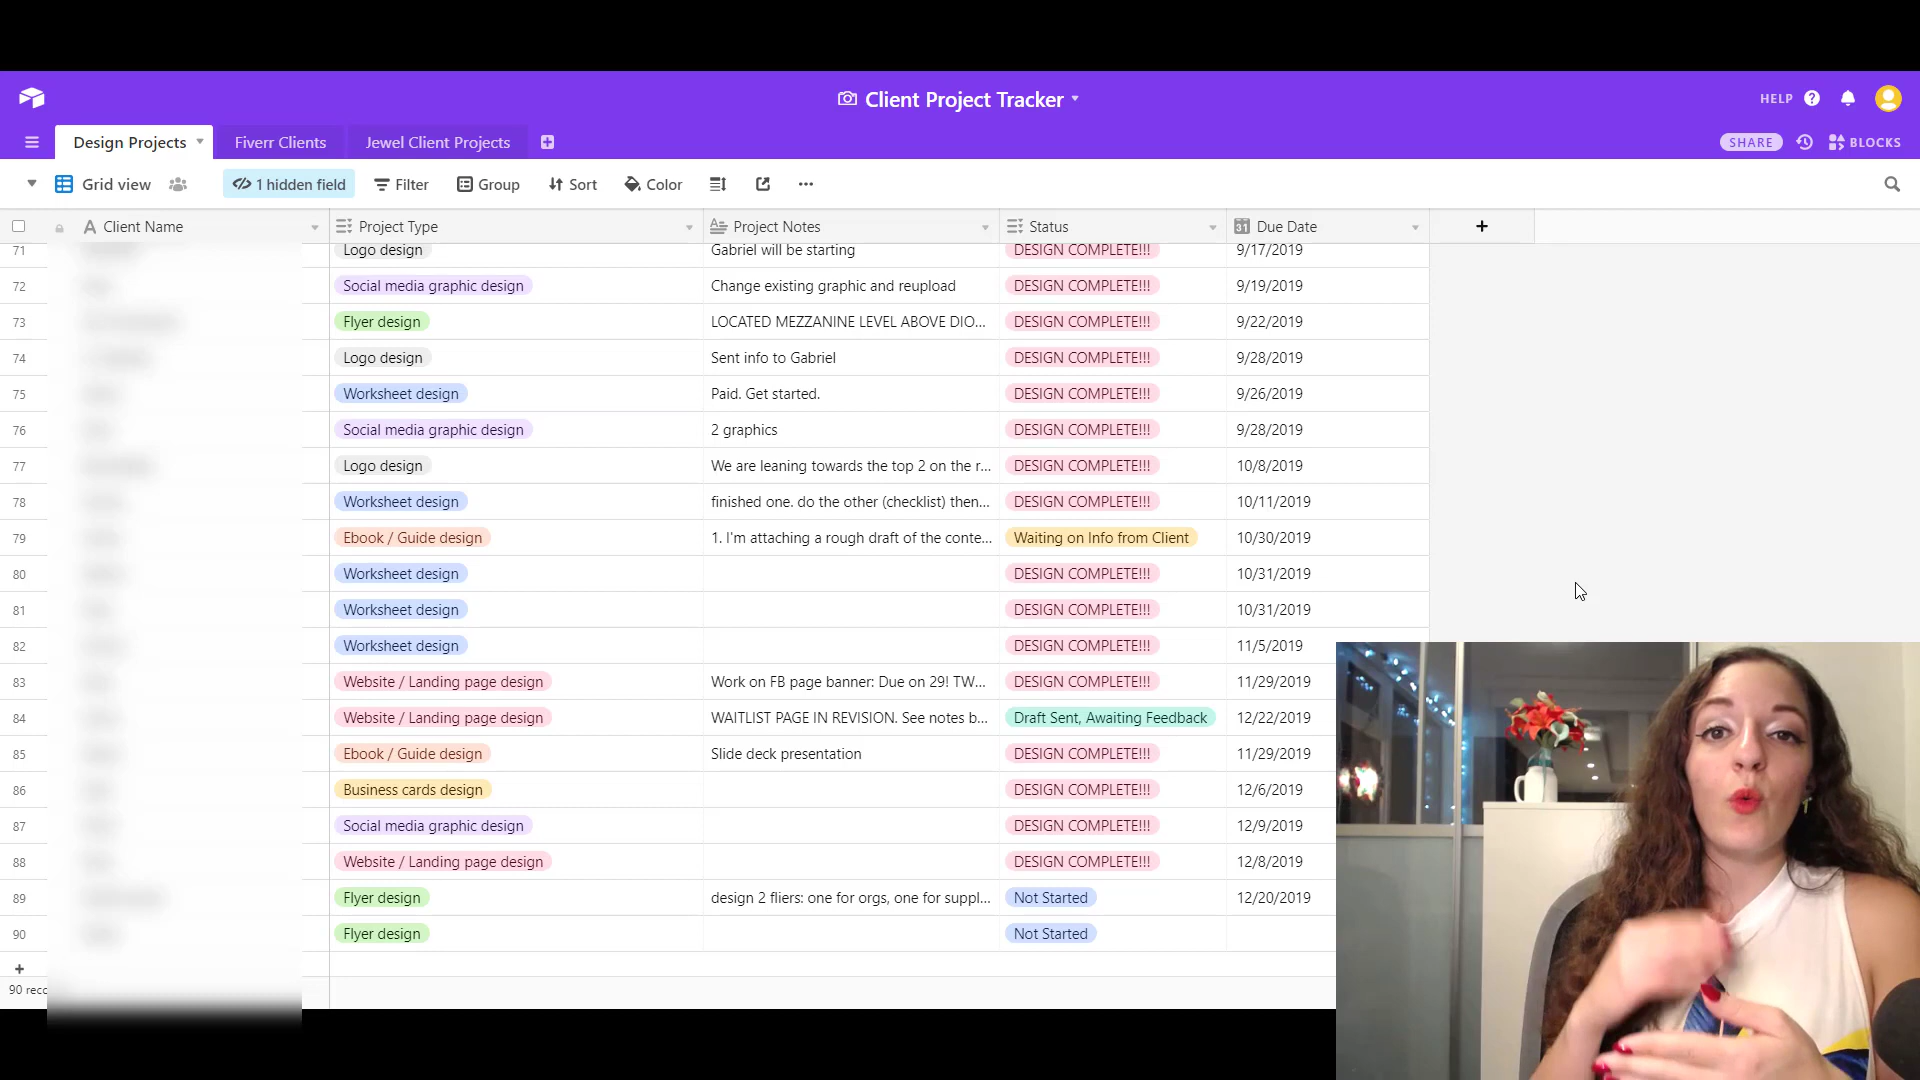 Client Project Tracker
HELP ?
Design Projects Fiverr Clients Jewel Client Projects
SHARE BLOCKS
Grid view 1 hidden field Filter Group Sort Color
Client Name Project Type Project Notes Status 31 Due Date +
71 Logo design Gabriel will be starting DESIGN COMPLETE!!! 9/17/2019
72 Social media graphic design Change existing graphic and reupload DESIGN COMPLETE!!! 9/19/2019
73 Flyer design LOCATED MEZZANINE LEVEL ABOVE DIO... DESIGN COMPLETE!!! 9/22/2019
74 Logo design Sent info to Gabriel DESIGN COMPLETE!!! 9/28/2019
75 Worksheet design Paid. Get started. DESIGN COMPLETE!!! 9/26/2019
76 Social media graphic design 2 graphics DESIGN COMPLETE!!! 9/28/2019
77 Logo design We are leaning towards the top 2 on the r... DESIGN COMPLETE!!! 10/8/2019
78 Worksheet design finished one. do the other (checklist) then... DESIGN COMPLETE!!! 10/11/2019
79 Ebook / Guide design 1. I'm attaching a rough draft of the conte... Waiting on Info from Client 10/30/2019
80 Worksheet design DESIGN COMPLETE!!! 10/31/2019
81 Worksheet design DESIGN COMPLETE!!! 10/31/2019
82 Worksheet design DESIGN COMPLETE!!! 11/5/2019
83 Website / Landing page design Work on FB page banner: Due on 29! TW... DESIGN COMPLETE!!! 11/29/2019
84 Website / Landing page design WAITLIST PAGE IN REVISION. See notes b... Draft Sent, Awaiting Feedback 12/22/2019
85 Ebook / Guide design Slide deck presentation DESIGN COMPLETE!!! 11/29/2019
86 Business cards design DESIGN COMPLETE!!! 12/6/2019
87 Social media graphic design DESIGN COMPLETE!!! 12/9/2019
88 Website / Landing page design DESIGN COMPLETE!!! 12/8/2019
89 Flyer design design 2 fliers: one for orgs, one for suppl... Not Started 12/20/2019
90 Flyer design Not Started
+
90 reco